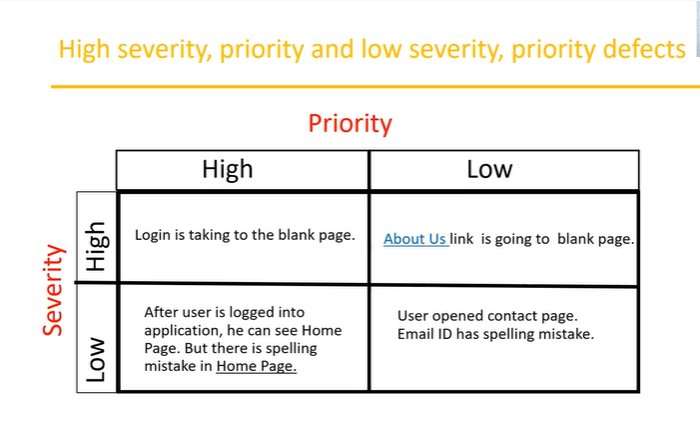 High severity, priority and low severity, priority defects
Priority
High
Low
Severity
High
Login is taking to the blank page.
About Us link is going to blank page.
Low
After user is logged into
application, he can see Home
Page. But there is spelling
mistake in Home Page.
User opened contact page.
Email ID has spelling mistake.